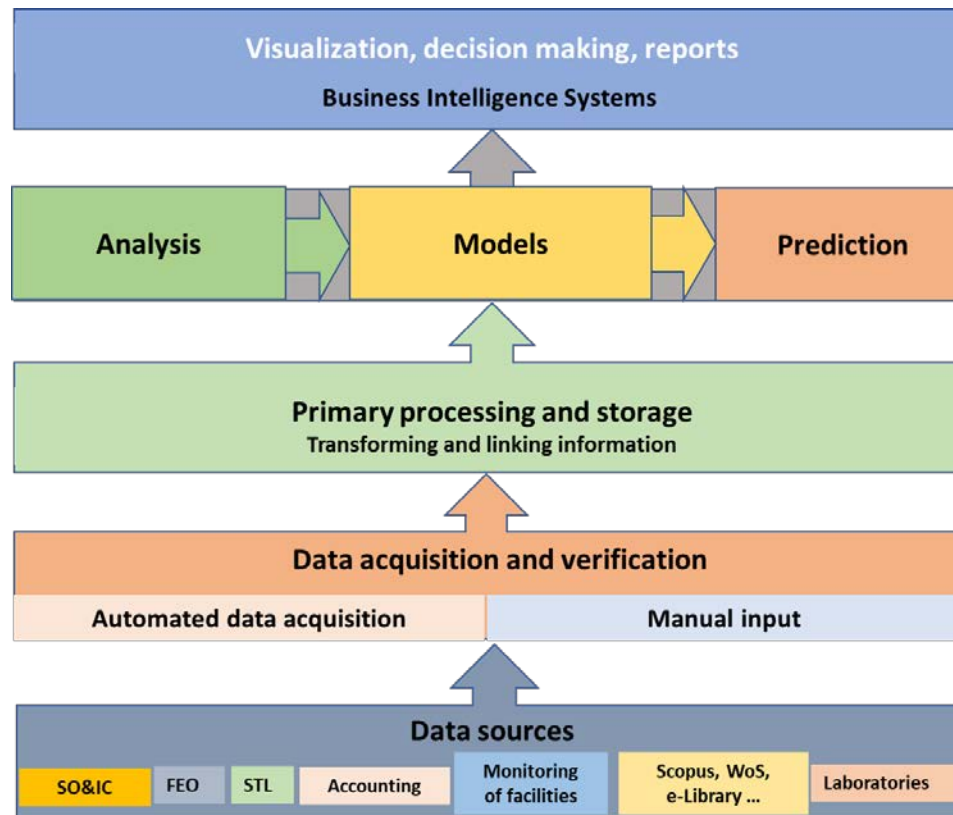 Visualization, decision making, reports
Business Intelligence Systems
Analysis
Models
Prediction
Primary processing and storage
Transforming and linking information
Data acquisition and verification
Automated data acquisition
Manual input
Data sources
SO&IC
FEO
STL
Accounting
Monitoring
of facilities
Scopus, WoS,
e-Library ...
Laboratories